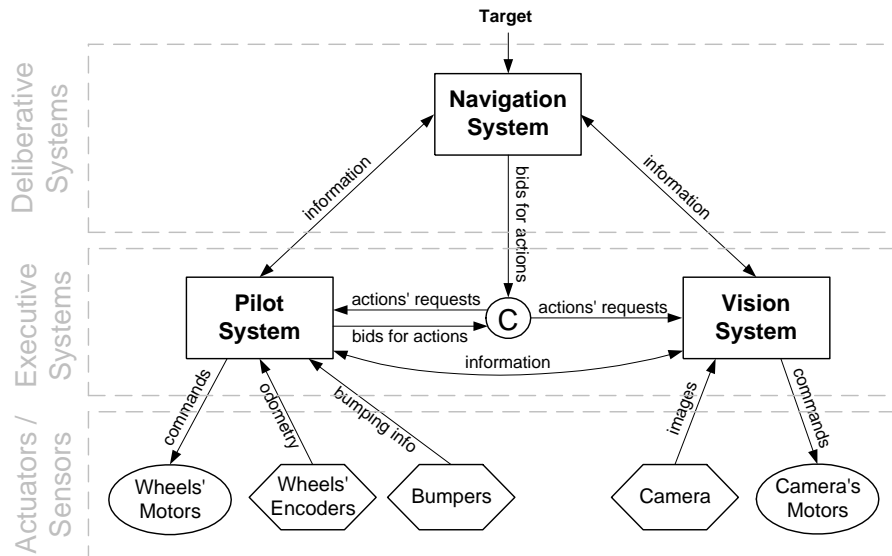 Target
Deliberative
Systems
Navigation
System
information
bids for actions
information
Executive
Systems
Pilot
System
actions' requests
bids for actions
C
actions' requests
information
Vision
System
Actuators /
Sensors
commands
odometry
bumping info
images
commands
Wheels'
Motors
Wheels'
Encoders
Bumpers
Camera
Camera's
Motors